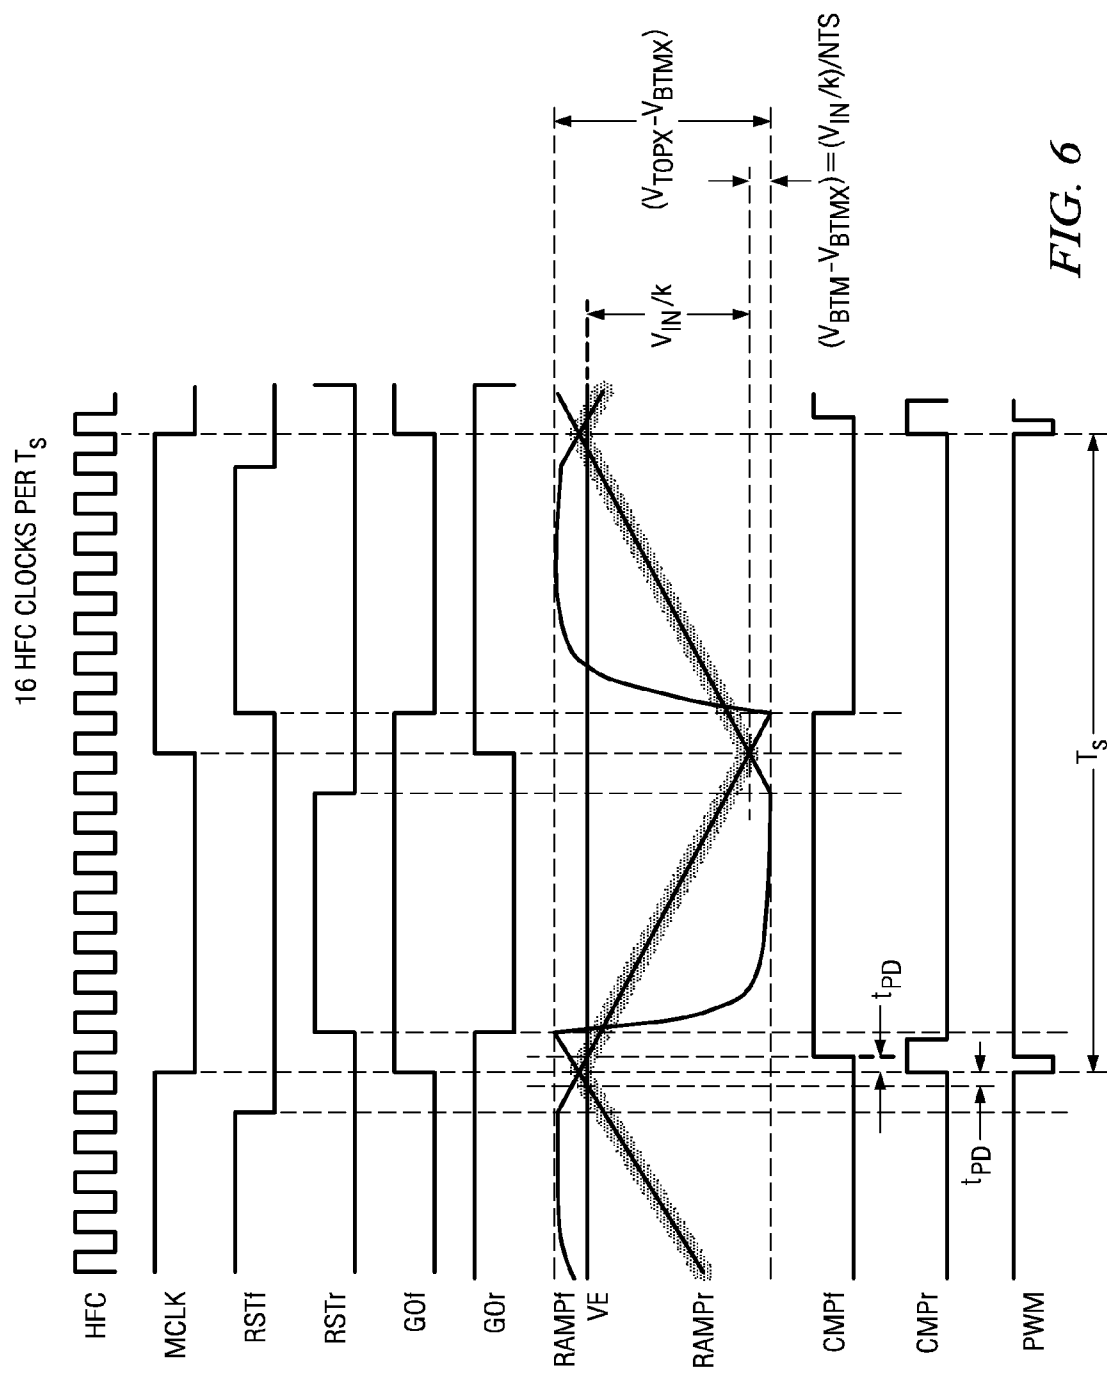 16 HFC CLOCKS PER TS
HFC
MCLK
RSTf
RSTr
GOf
GOr
RAMPf
VE
RAMPr
CMPf
CMPr
PWM
tPD
tPD
TS
VIN/k
(VTOPX-VBTMX)
(VBTM-VBTMX)=(VIN/k)/NTS
FIG. 6